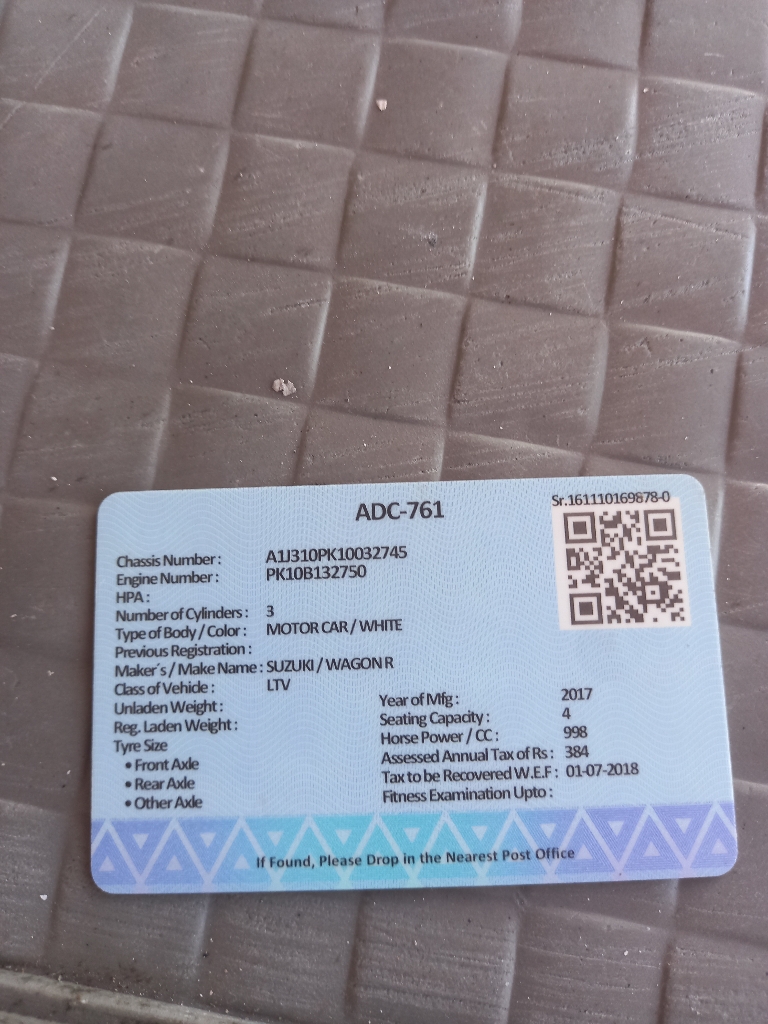 ADC-761
Sr.161110169878-0
Chassis Number : A1J310PK10032745
Engine Number : PK10B132750
HPA :
Number of Cylinders : 3
Type of Body / Color : MOTOR CAR / WHITE
Previous Registration :
Maker´s / Make Name : SUZUKI / WAGON R
Class of Vehicle : LTV
Unladen Weight :
Reg. Laden Weight :
Tyre Size
• Front Axle
• Rear Axle
• Other Axle
Year of Mfg : 2017
Seating Capacity : 4
Horse Power / CC : 998
Assessed Annual Tax of Rs : 384
Tax to be Recovered W.E.F : 01-07-2018
Fitness Examination Upto :
If Found, Please Drop in the Nearest Post Office